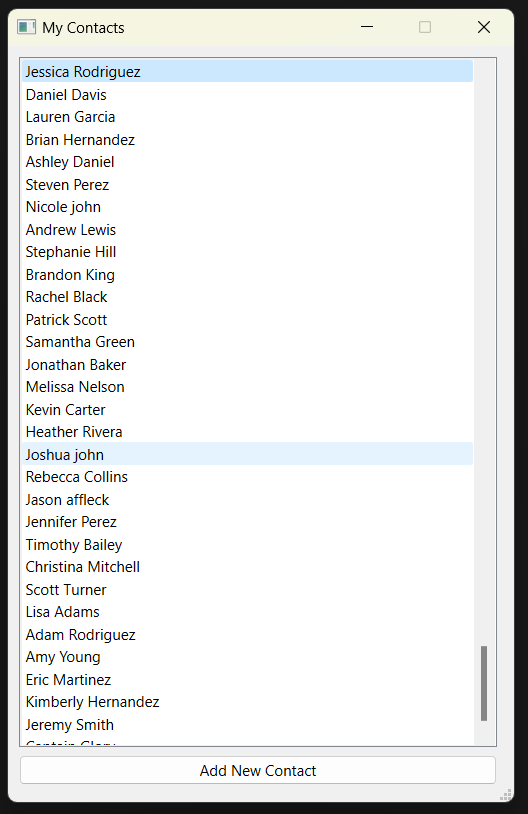 My Contacts
Jessica Rodriguez
Daniel Davis
Lauren Garcia
Brian Hernandez
Ashley Daniel
Steven Perez
Nicole john
Andrew Lewis
Stephanie Hill
Brandon King
Rachel Black
Patrick Scott
Samantha Green
Jonathan Baker
Melissa Nelson
Kevin Carter
Heather Rivera
Joshua john
Rebecca Collins
Jason affleck
Jennifer Perez
Timothy Bailey
Christina Mitchell
Scott Turner
Lisa Adams
Adam Rodriguez
Amy Young
Eric Martinez
Kimberly Hernandez
Jeremy Smith
Add New Contact